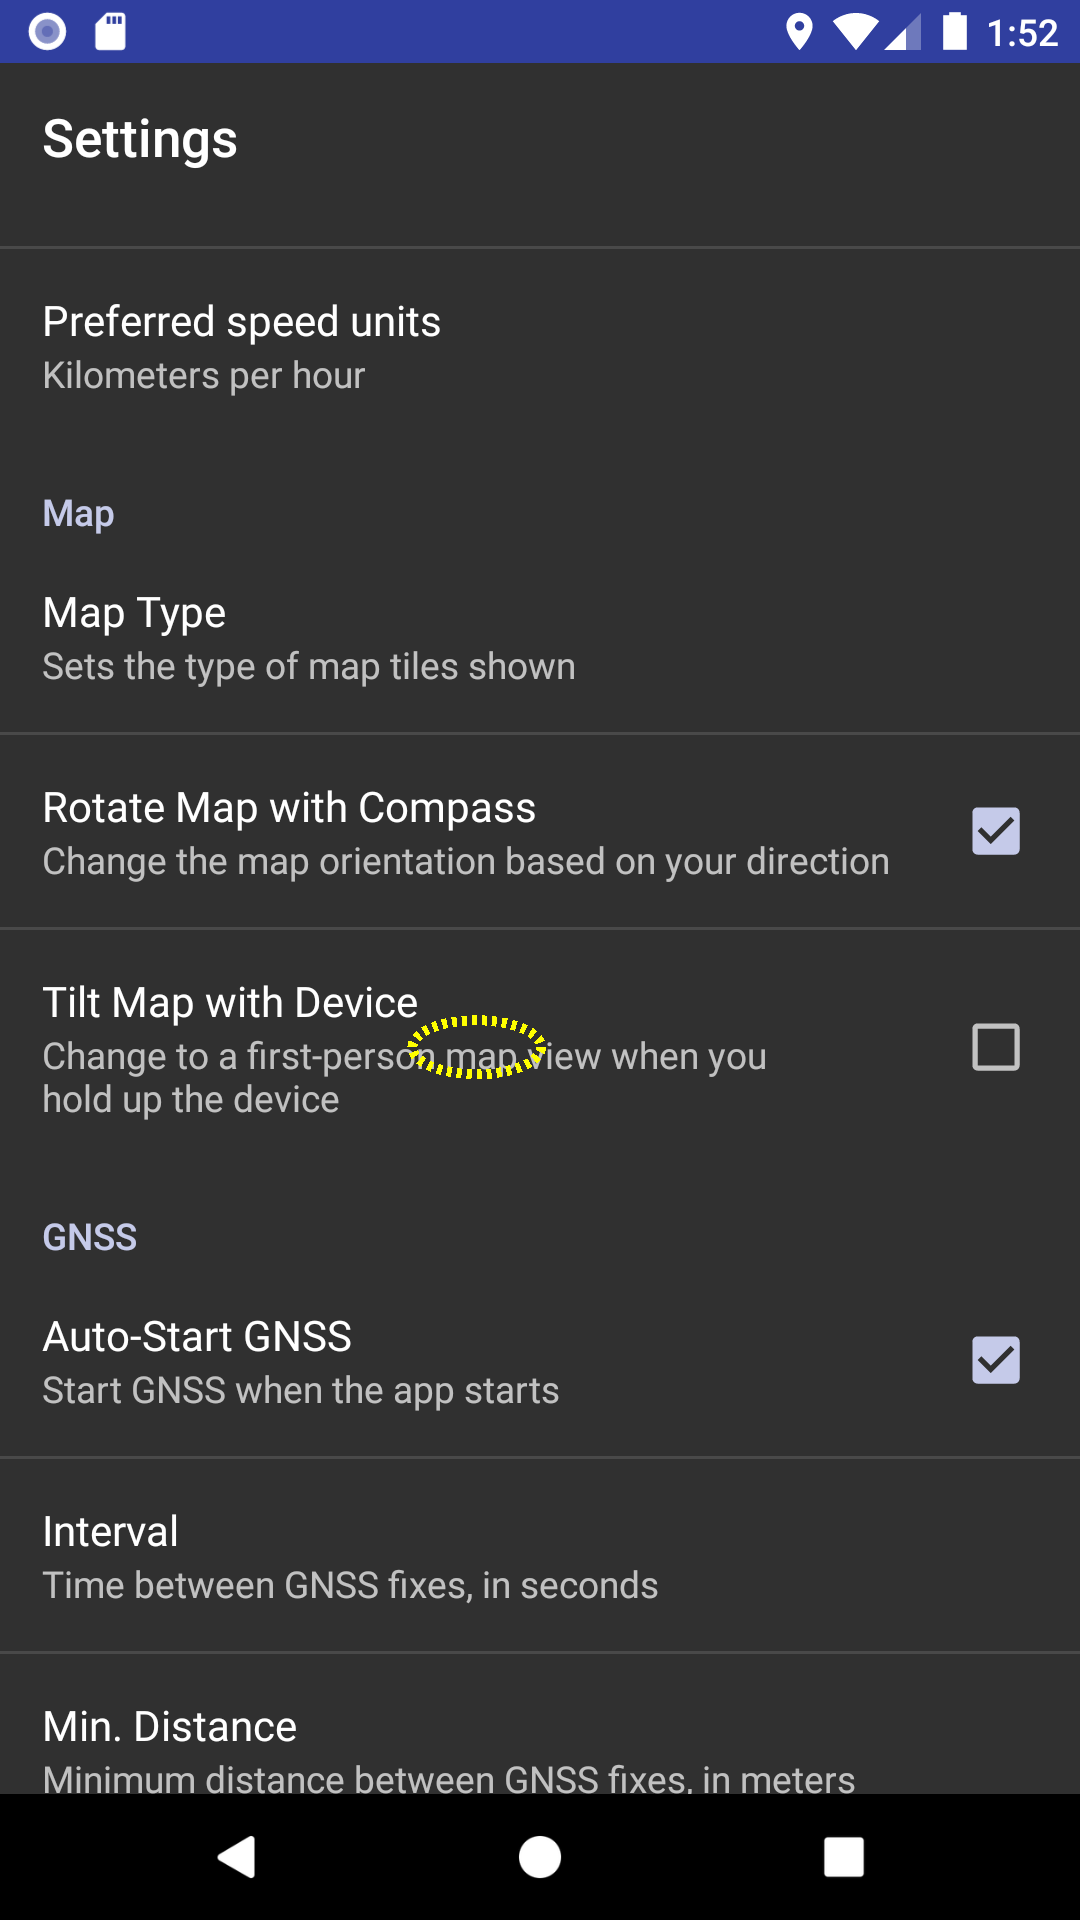 1:52
Settings
Preferred speed units
Kilometers per hour
Map
Map Type
Sets the type of map tiles shown
Rotate Map with Compass
Change the map orientation based on your direction
Tilt Map with Device
Change to a first-person map view when you
hold up the device
GNSS
Auto-Start GNSS
Start GNSS when the app starts
Interval
Time between GNSS fixes, in seconds
Min. Distance
Minimum distance between GNSS fixes, in meters